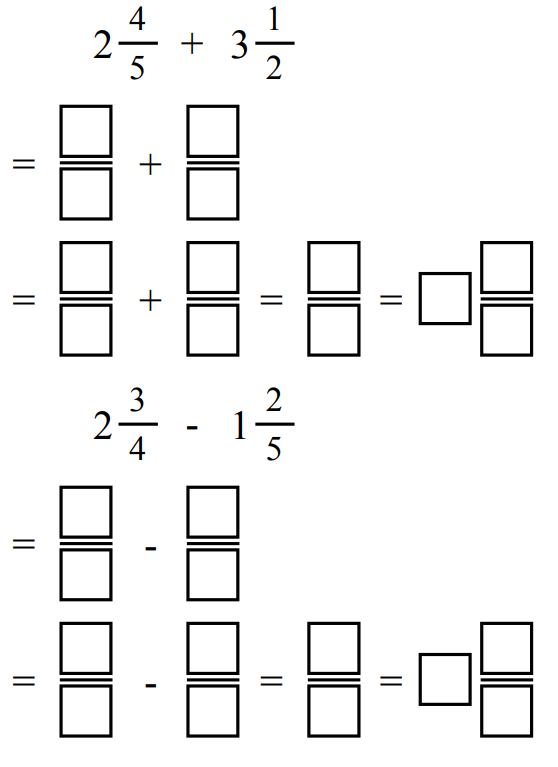 2 4/5 + 3 1/2
= □/□ + □/□
= □/□ + □/□ = □/□ = □ □/□
2 3/4 - 1 2/5
= □/□ - □/□
= □/□ - □/□ = □/□ = □ □/□